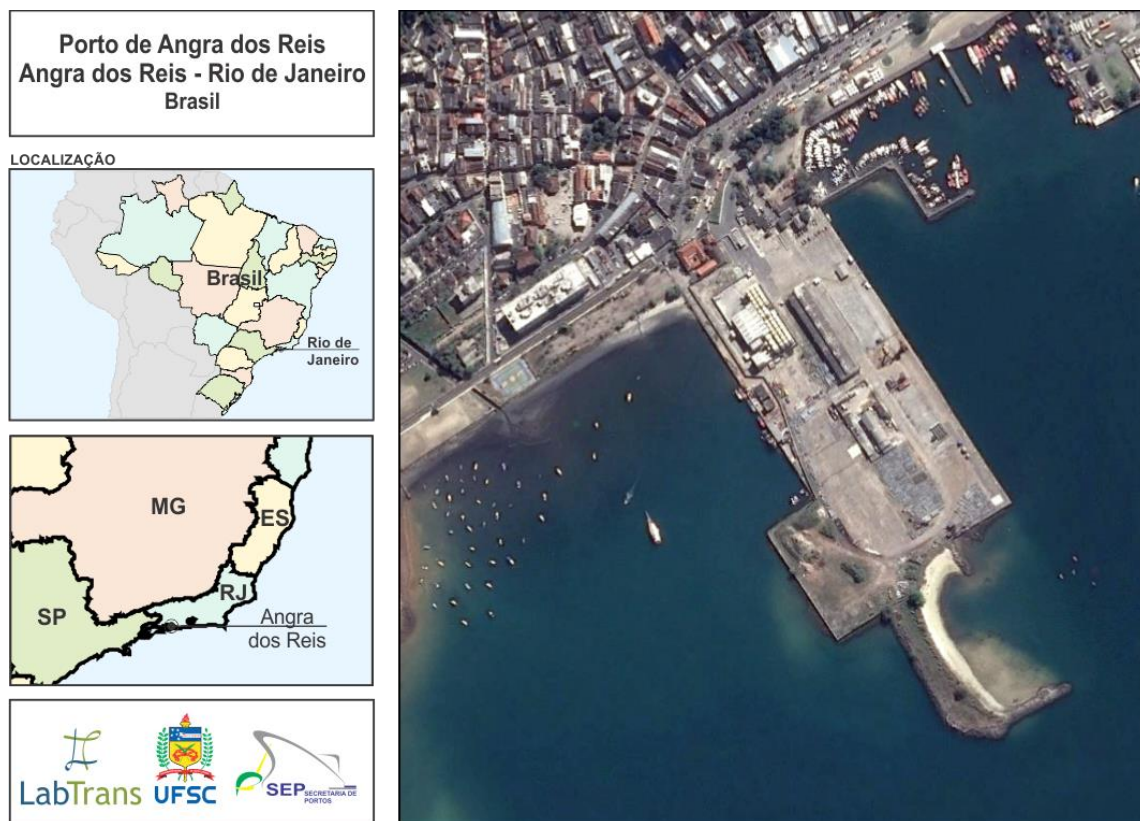 Porto de Angra dos Reis
Angra dos Reis - Rio de Janeiro
Brasil
LOCALIZAÇÃO
Brasil
Rio de
Janeiro
MG
ES
RJ
SP
Angra
dos Reis
LabTrans
UFSC
SEP SECRETARIA DE
PORTOS